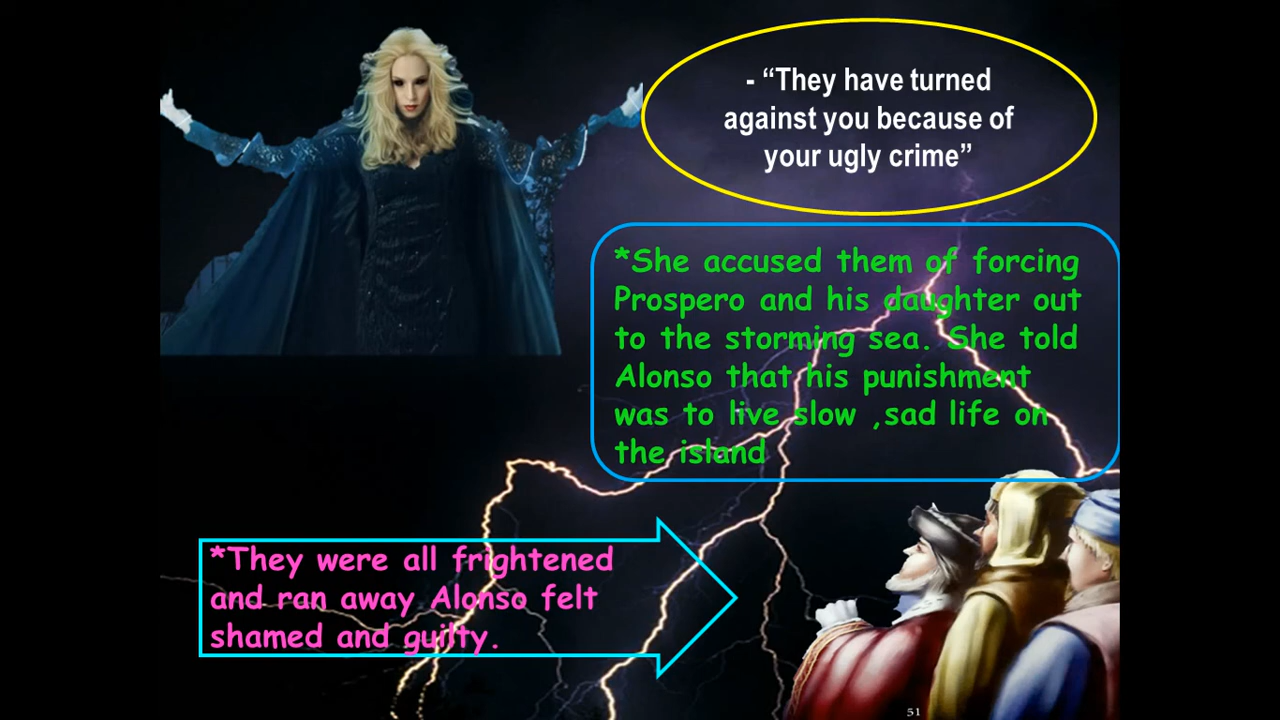 - “They have turned
against you because of
your ugly crime”
*She accused them of forcing
Prospero and his daughter out
to the storming sea. She told
Alonso that his punishment
was to live slow ,sad life on
the island
*They were all frightened
and ran away Alonso felt
shamed and guilty.
51